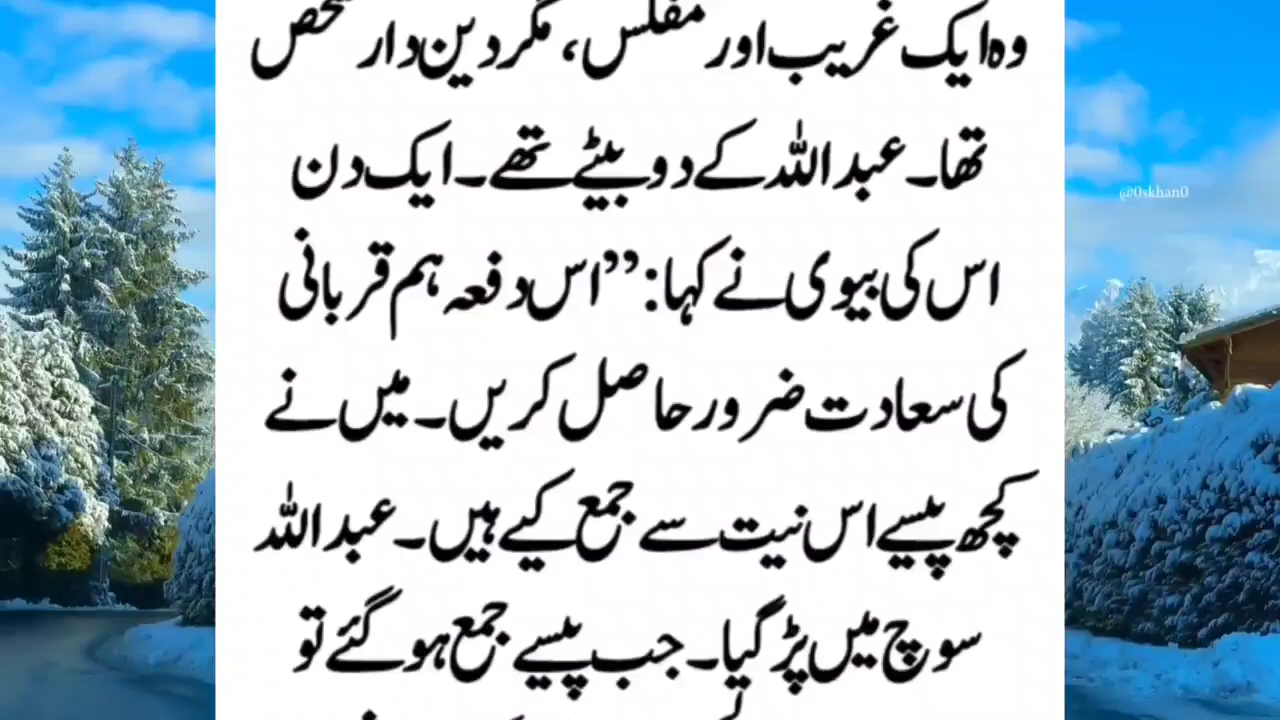 وہ ایک غریب اور مفلس، مگر دین دار شخص
تھا۔ عبداللہ کے دو بیٹے تھے۔ ایک دن
اس کی بیوی نے کہا: ”اس دفعہ ہم قربانی
کی سعادت ضرور حاصل کریں۔ میں نے
کچھ پیسے اس نیت سے جمع کیے ہیں۔ عبداللہ
سوچ میں پڑ گیا۔ جب پیسے جمع ہو گئے تو
@0skhan0